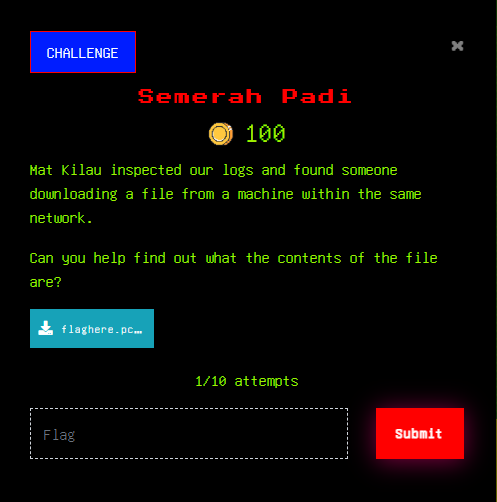 CHALLENGE
×
Semerah Padi
100
Mat Kilau inspected our logs and found someone
downloading a file from a machine within the same
network.
Can you help find out what the contents of the file
are?
flaghere.pc…
1/10 attempts
Flag
Submit